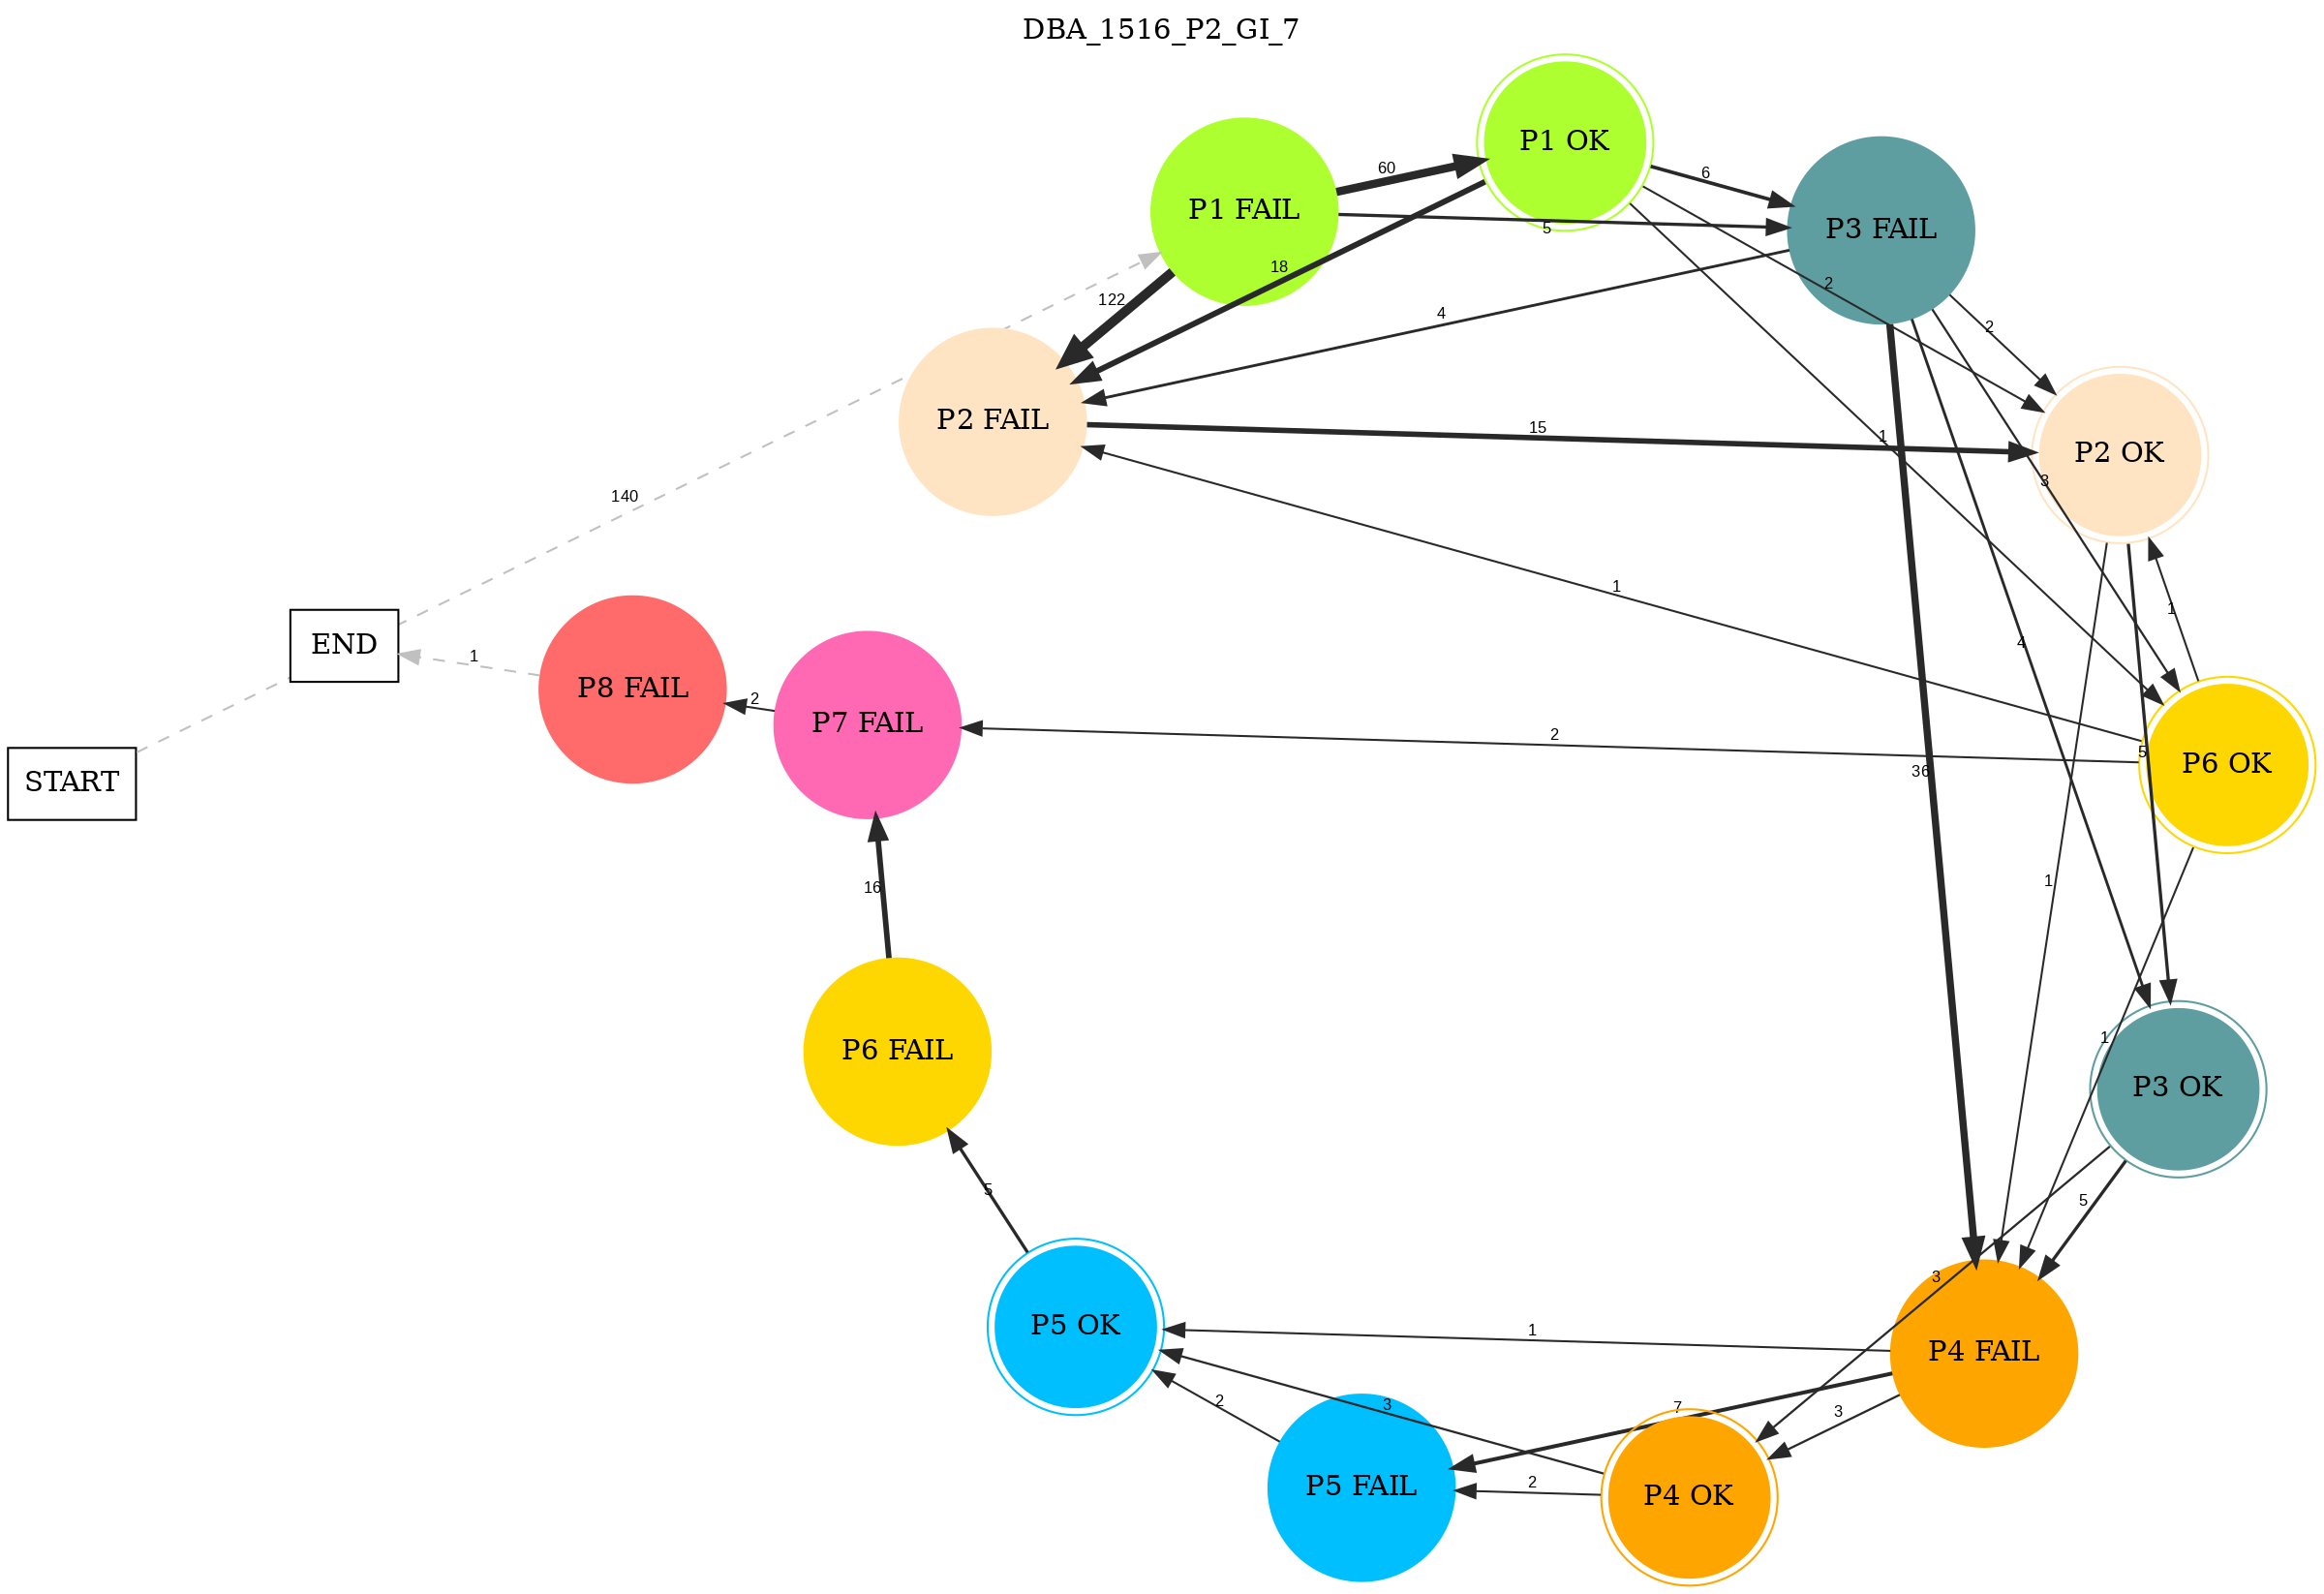 DBA_1516_P2_GI_7
P1 OK
60
6
P1 FAIL
P3 FAIL
5
18
2
122
4
2
P2 FAIL
15
1
P2 OK
3
140
1
1
END
4
1
P8 FAIL
2
P7 FAIL
2
5
P6 OK
START
36
16
1
P6 FAIL
1
P3 OK
5
5
3
P5 OK
1
P4 FAIL
2
3
7
3
P5 FAIL
2
P4 OK